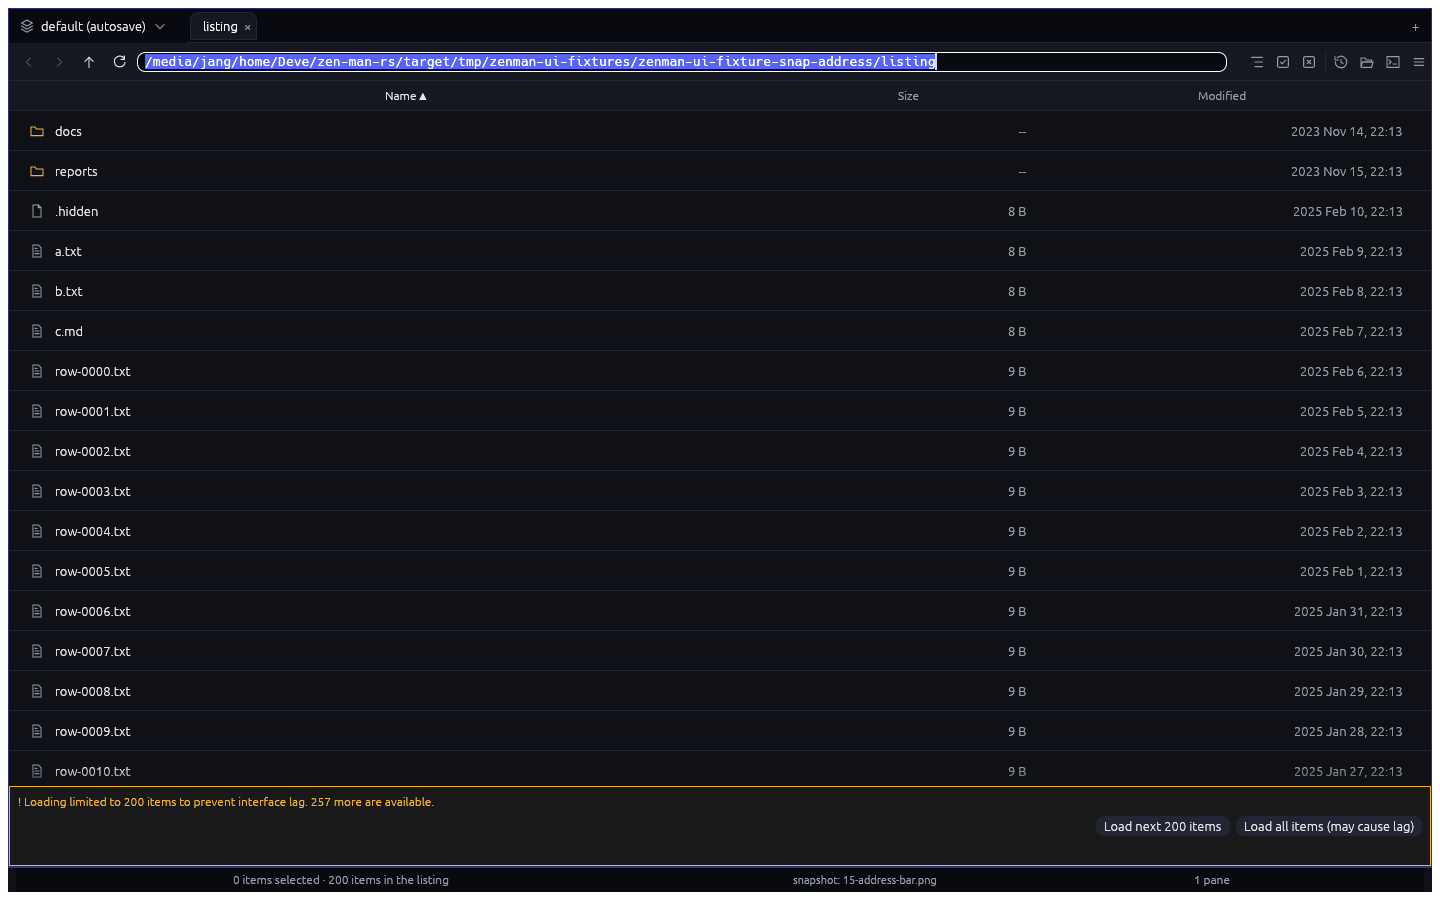 default (autosave)
listing ×
+
/media/jang/home/Deve/zen-man-rs/target/tmp/zenman-ui-fixtures/zenman-ui-fixture-snap-address/listing
Name ▲ Size Modified
docs -- 2023 Nov 14, 22:13
reports -- 2023 Nov 15, 22:13
.hidden 8 B 2025 Feb 10, 22:13
a.txt 8 B 2025 Feb 9, 22:13
b.txt 8 B 2025 Feb 8, 22:13
c.md 8 B 2025 Feb 7, 22:13
row-0000.txt 9 B 2025 Feb 6, 22:13
row-0001.txt 9 B 2025 Feb 5, 22:13
row-0002.txt 9 B 2025 Feb 4, 22:13
row-0003.txt 9 B 2025 Feb 3, 22:13
row-0004.txt 9 B 2025 Feb 2, 22:13
row-0005.txt 9 B 2025 Feb 1, 22:13
row-0006.txt 9 B 2025 Jan 31, 22:13
row-0007.txt 9 B 2025 Jan 30, 22:13
row-0008.txt 9 B 2025 Jan 29, 22:13
row-0009.txt 9 B 2025 Jan 28, 22:13
row-0010.txt 9 B 2025 Jan 27, 22:13
! Loading limited to 200 items to prevent interface lag. 257 more are available.
Load next 200 items Load all items (may cause lag)
0 items selected · 200 items in the listing snapshot: 15-address-bar.png 1 pane